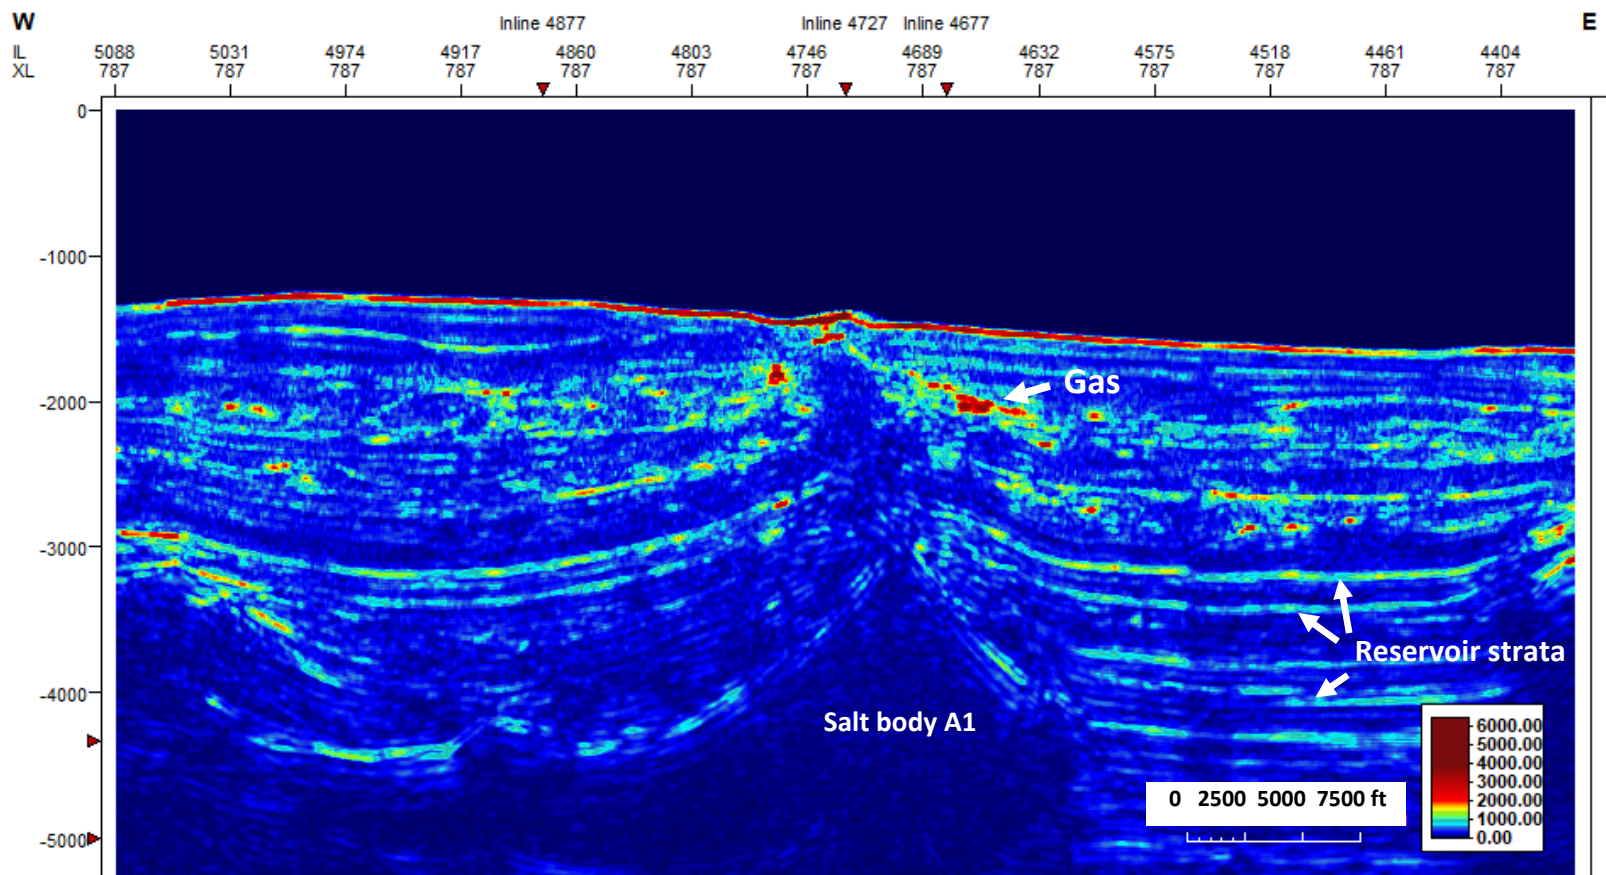 W Inline 4877 Inline 4727 Inline 4677 E
IL 5088 5031 4974 4917 4860 4803 4746 4689 4632 4575 4518 4461 4404
XL 787 787 787 787 787 787 787 787 787 787 787 787 787
0
-1000
Gas
-2000
-3000
Reservoir strata
-4000
Salt body A1
6000.00
5000.00
4000.00
3000.00
2000.00
1000.00
0.00
0 2500 5000 7500 ft
-5000